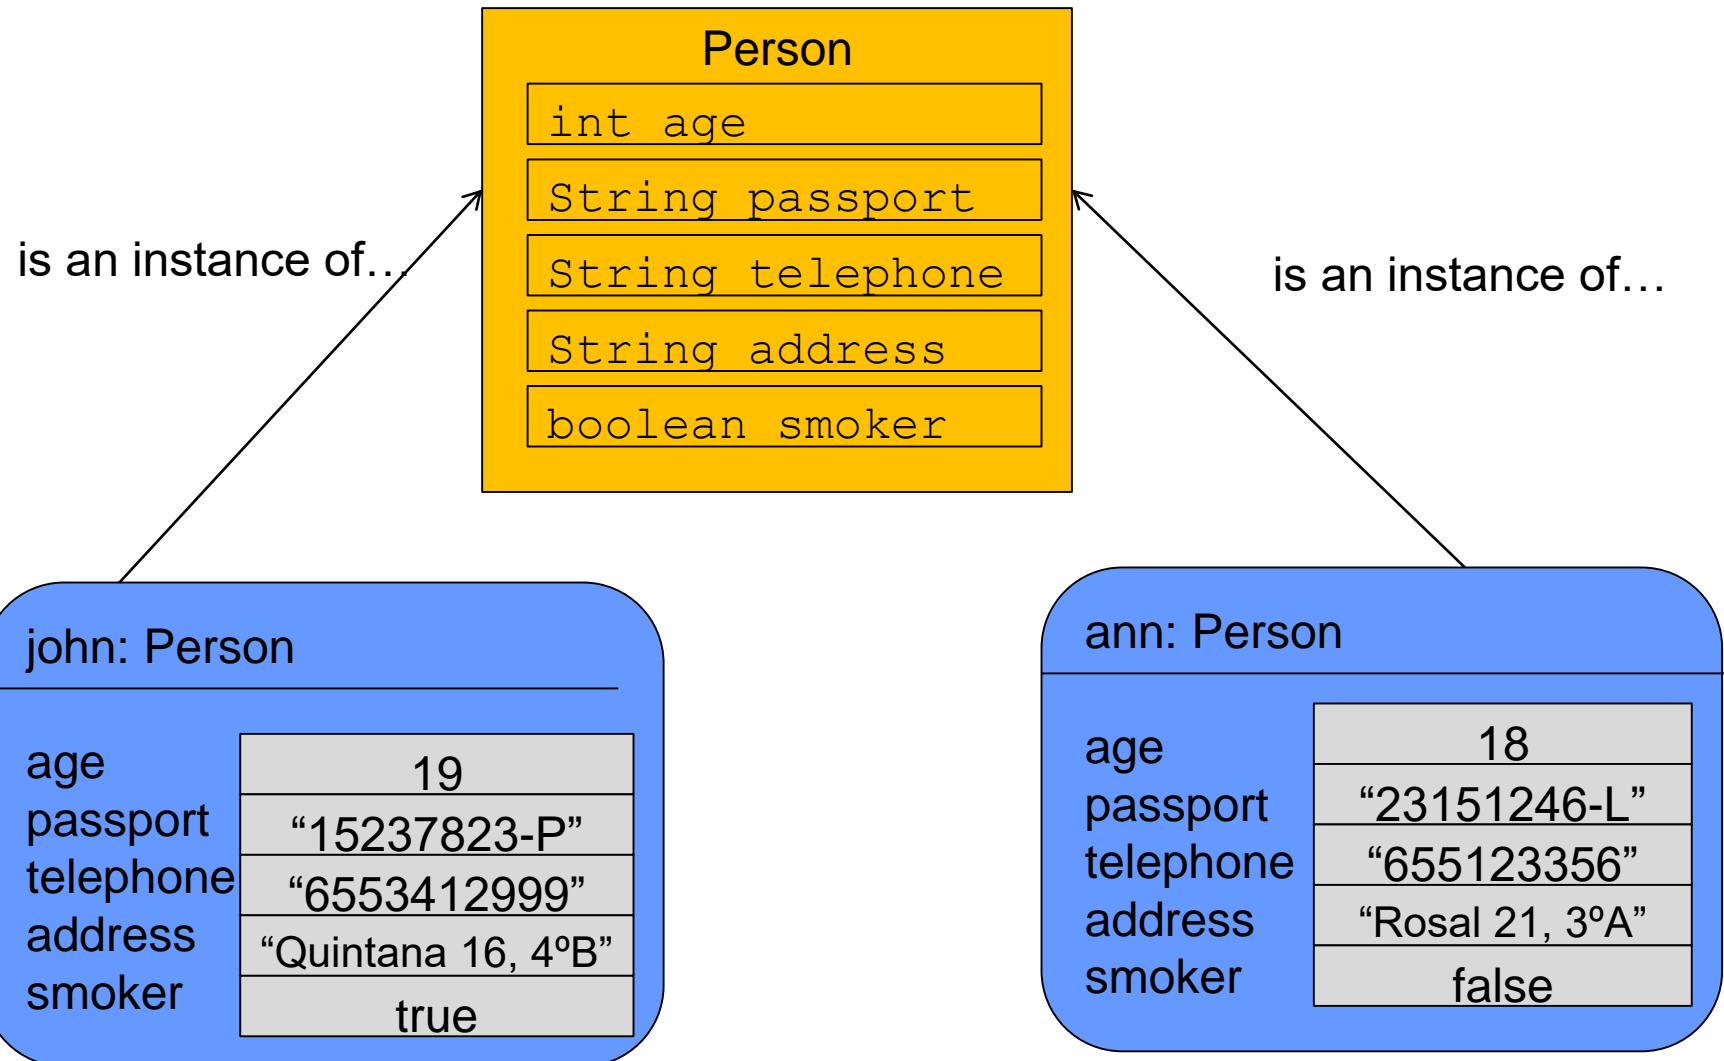 Person
int age
String passport
String telephone
String address
boolean smoker
is an instance of…
is an instance of…
john: Person
age 19
passport “15237823-P”
telephone “6553412999”
address “Quintana 16, 4ºB”
smoker true
ann: Person
age 18
passport “23151246-L”
telephone “655123356”
address “Rosal 21, 3ºA”
smoker false